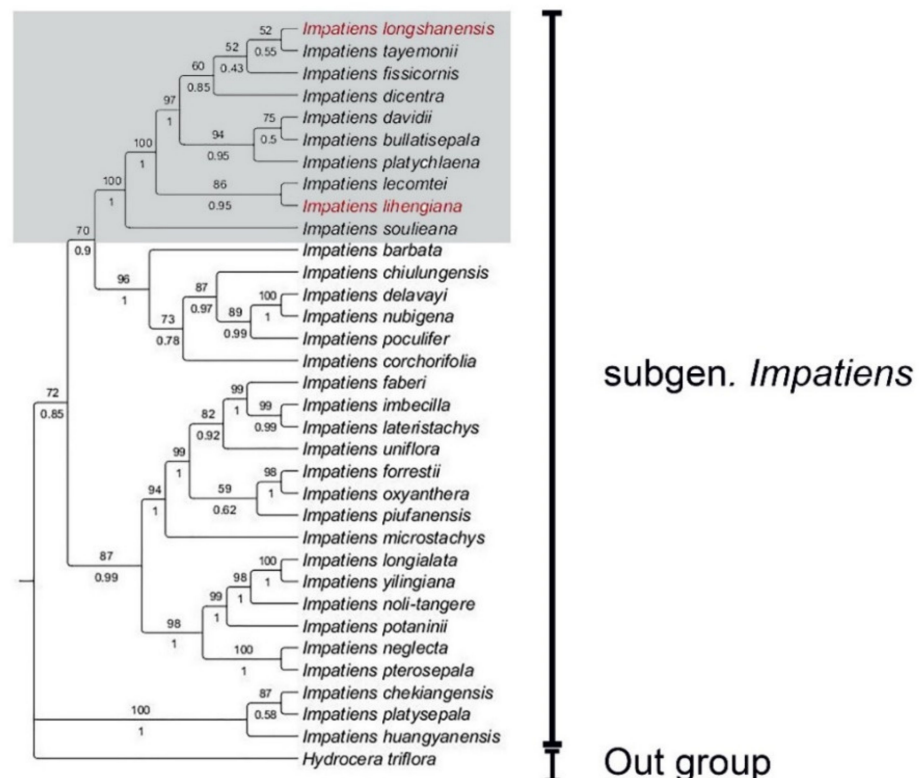 52
Impatiens longshanensis
52
0.55
Impatiens tayemonii
60
0.43
Impatiens fissicornis
97
0.85
Impatiens dicentra
75
Impatiens davidii
100
1
94
0.5
Impatiens bullatisepala
0.95
Impatiens platychlaena
100
1
86
Impatiens lecomtei
0.95
Impatiens lihengiana
1
70
Impatiens soulieana
0.9
Impatiens barbata
96
87
Impatiens chiulungensis
1
100
Impatiens delavayi
73
0.97
89
1
Impatiens nubigena
0.78
0.99
Impatiens poculifer
Impatiens corchorifolia
99
Impatiens faberi
72
82
1
99
Impatiens imbecilla
0.85
0.92
0.99
Impatiens lateristachys
99
Impatiens uniflora
1
98
Impatiens forrestii
94
59
1
Impatiens oxyanthera
1
0.62
Impatiens piufanensis
Impatiens microstachys
87
100
Impatiens longialata
0.99
98
1
Impatiens yilingiana
99
1
Impatiens noli-tangere
98
1
Impatiens potaninii
1
100
Impatiens neglecta
1
Impatiens pterosepala
87
Impatiens chekiangensis
100
0.58
Impatiens platysepala
1
Impatiens huangyanensis
Hydrocera triflora
subgen. Impatiens
Out group